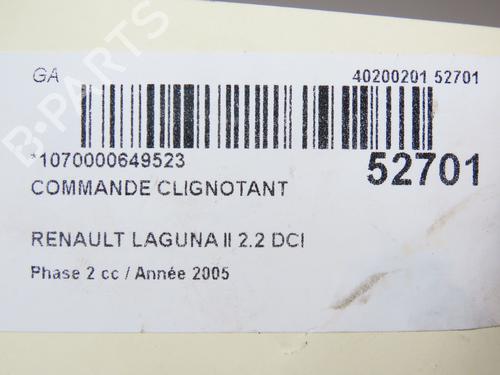 B-PARTS
GA
40200201 52701
*1070000649523
52701
COMMANDE CLIGNOTANT
RENAULT LAGUNA II 2.2 DCI
Phase 2 cc / Année 2005